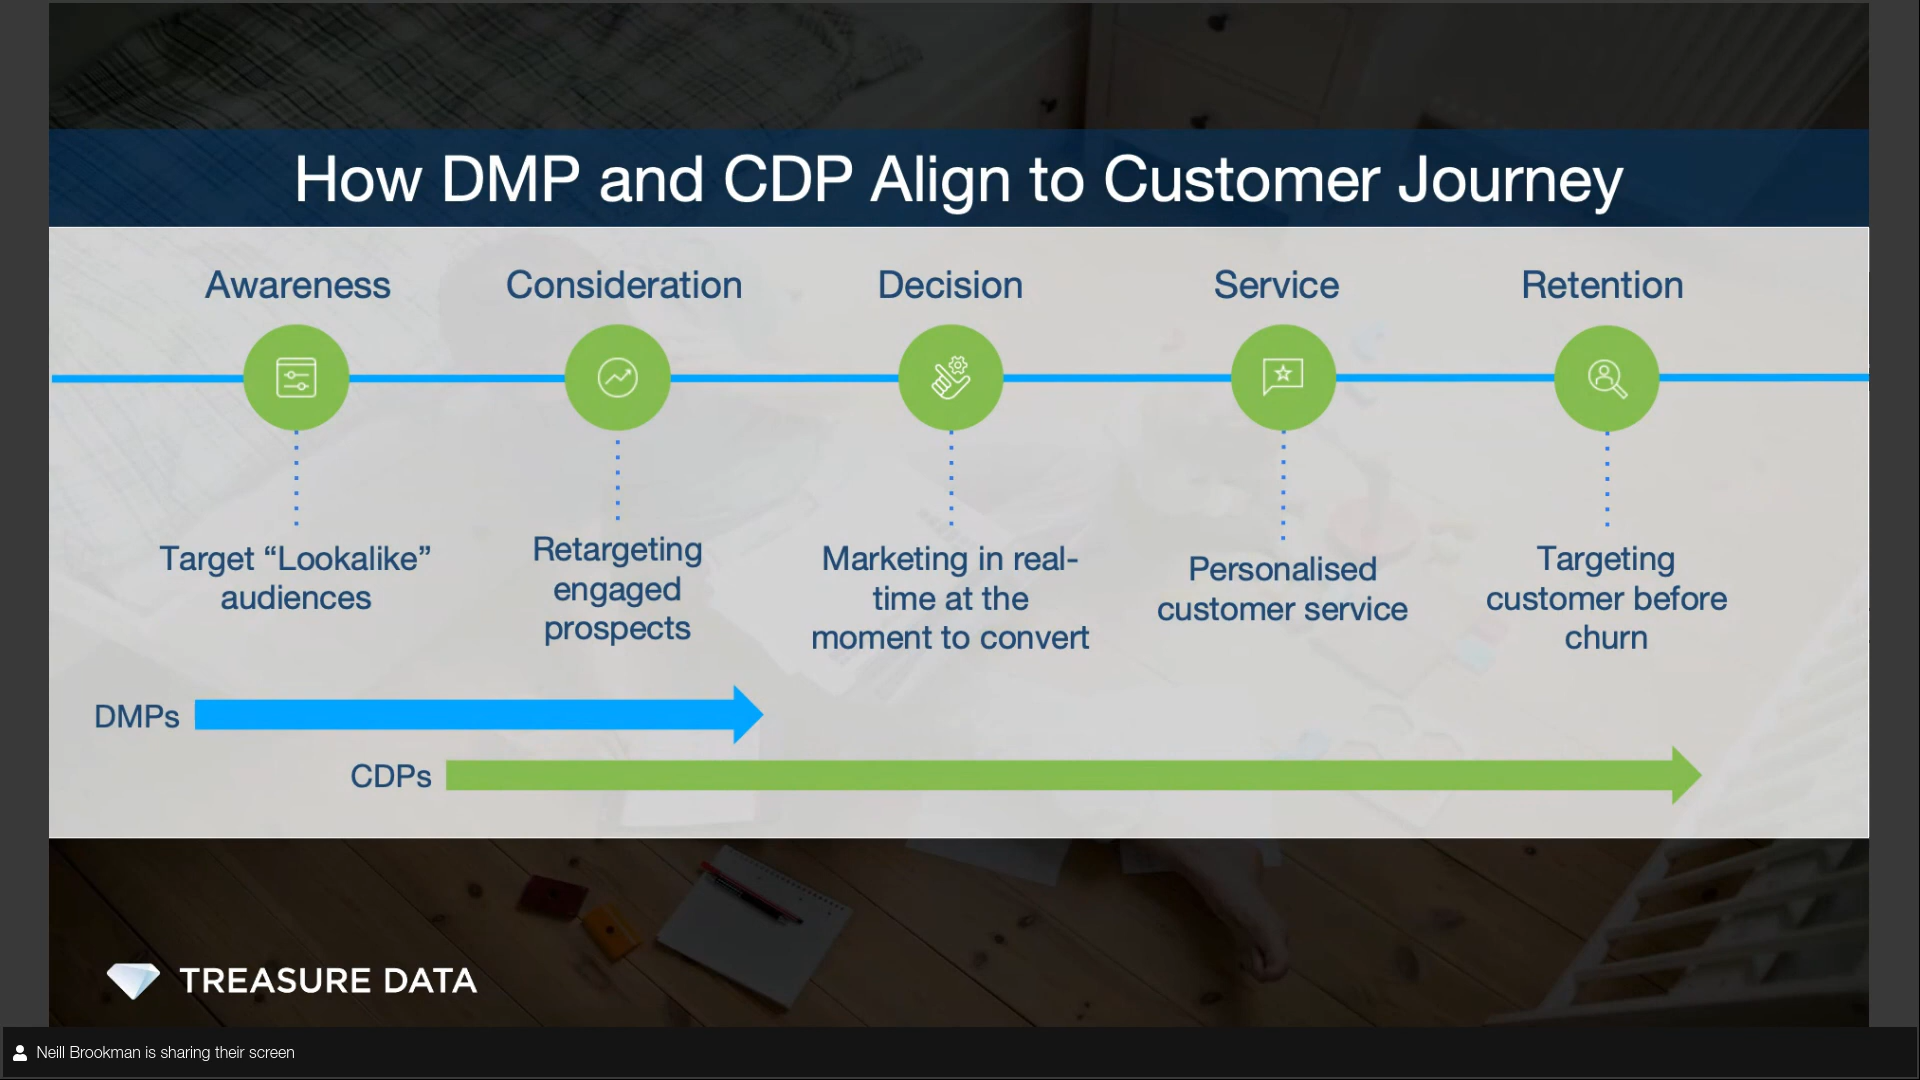 How DMP and CDP Align to Customer Journey
Awareness
Consideration
Decision
Service
Retention
Target “Lookalike”
audiences
Retargeting
engaged
prospects
Marketing in real-
time at the
moment to convert
Personalised
customer service
Targeting
customer before
churn
DMPs
CDPs
TREASURE DATA
Neill Brookman is sharing their screen